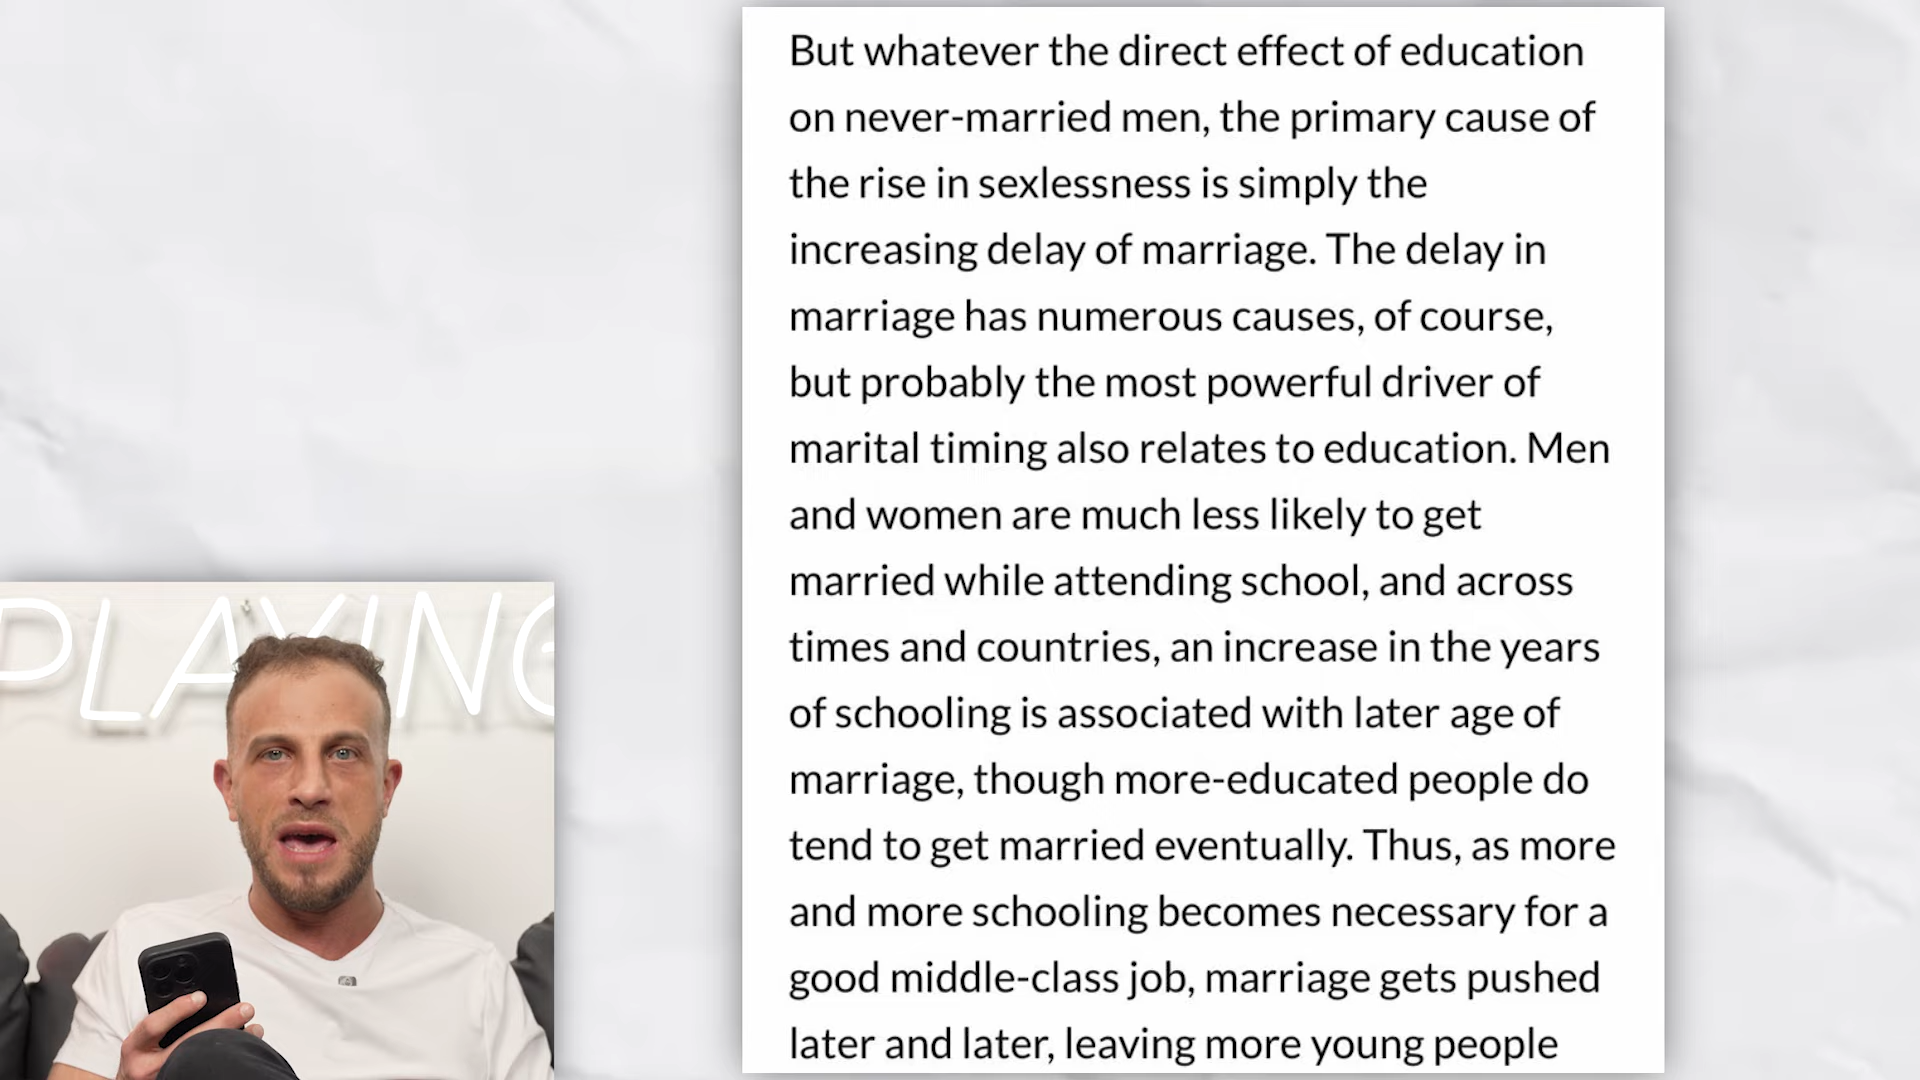 But whatever the direct effect of education
on never-married men, the primary cause of
the rise in sexlessness is simply the
increasing delay of marriage. The delay in
marriage has numerous causes, of course,
but probably the most powerful driver of
marital timing also relates to education. Men
and women are much less likely to get
married while attending school, and across
times and countries, an increase in the years
of schooling is associated with later age of
marriage, though more-educated people do
tend to get married eventually. Thus, as more
and more schooling becomes necessary for a
good middle-class job, marriage gets pushed
later and later, leaving more young people
PLAYING